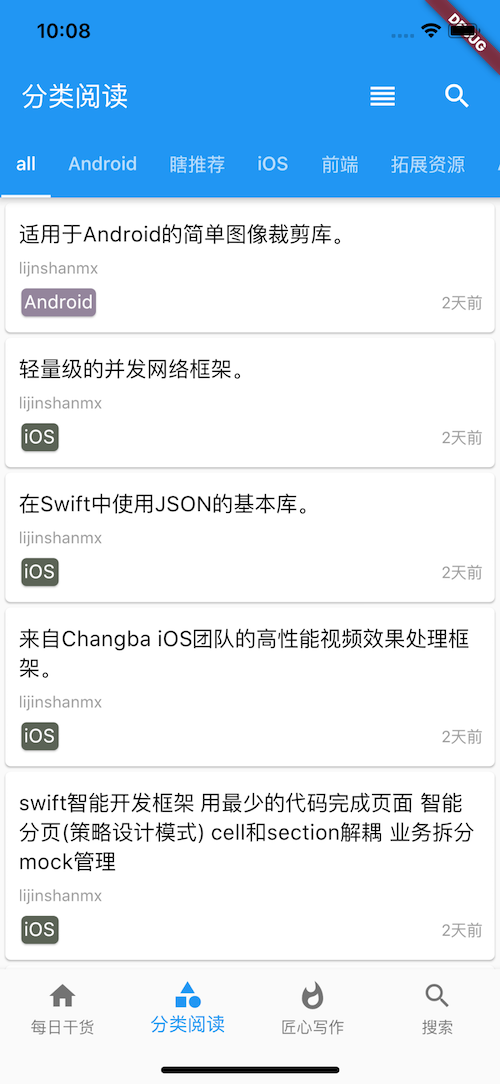 10:08
DEBUG
分类阅读
all Android 瞎推荐 iOS 前端 拓展资源
适用于Android的简单图像裁剪库。
lijnshanmx
Android 2天前
轻量级的并发网络框架。
lijinshanmx
iOS 2天前
在Swift中使用JSON的基本库。
lijinshanmx
iOS 2天前
来自Changba iOS团队的高性能视频效果处理框
架。
lijinshanmx
iOS 2天前
swift智能开发框架 用最少的代码完成页面 智能
分页(策略设计模式) cell和section解耦 业务拆分
mock管理
lijinshanmx
iOS 2天前
每日干货 分类阅读 匠心写作 搜索